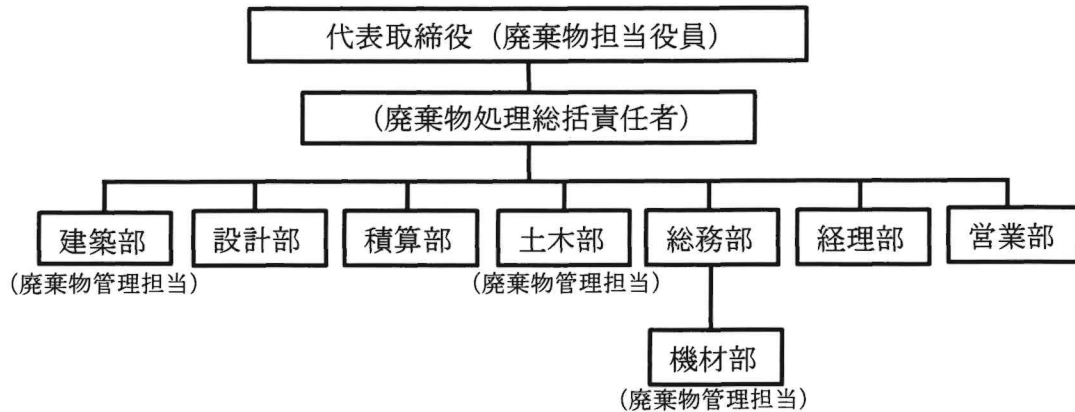 代表取締役（廃棄物担当役員）
（廃棄物処理総括責任者）
建築部 設計部 積算部 土木部 総務部 経理部 営業部
（廃棄物管理担当） （廃棄物管理担当）
機材部
（廃棄物管理担当）